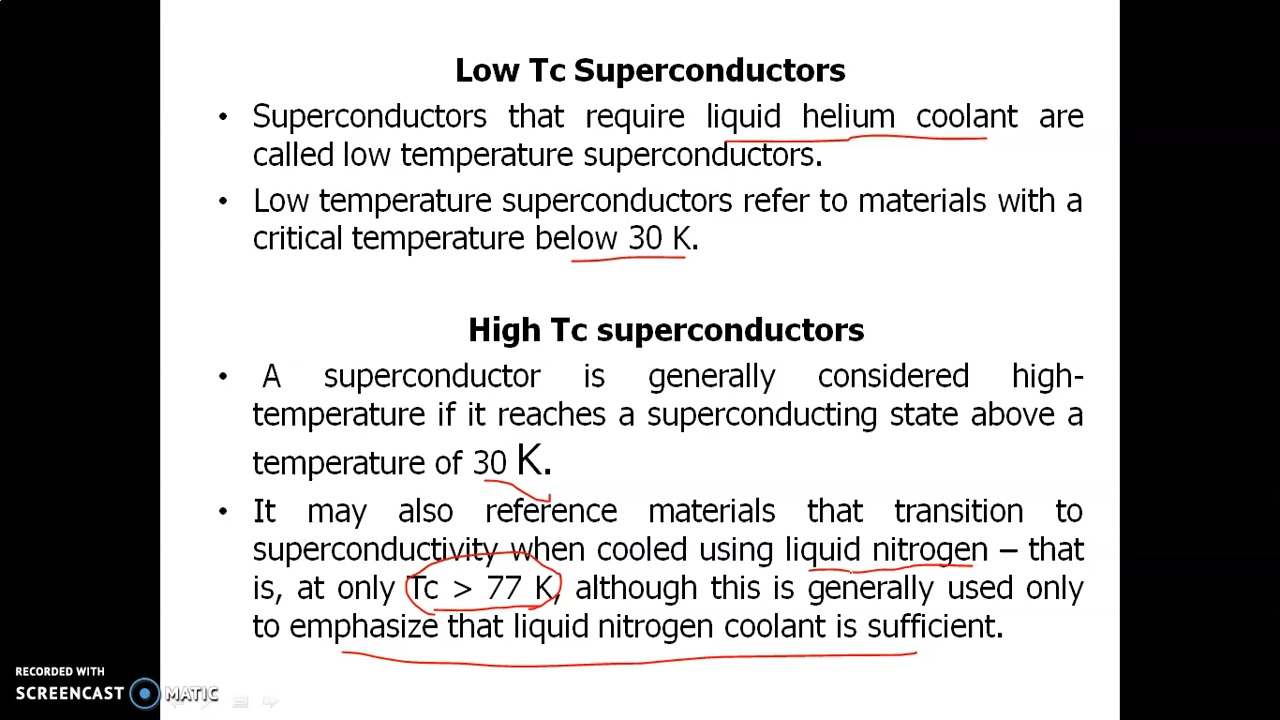 Low Tc Superconductors
• Superconductors that require liquid helium coolant are
called low temperature superconductors.
• Low temperature superconductors refer to materials with a
critical temperature below 30 K.
High Tc superconductors
• A superconductor is generally considered high-
temperature if it reaches a superconducting state above a
temperature of 30 K.
• It may also reference materials that transition to
superconductivity when cooled using liquid nitrogen – that
is, at only Tc > 77 K, although this is generally used only
to emphasize that liquid nitrogen coolant is sufficient.
RECORDED WITH
SCREENCAST MATIC